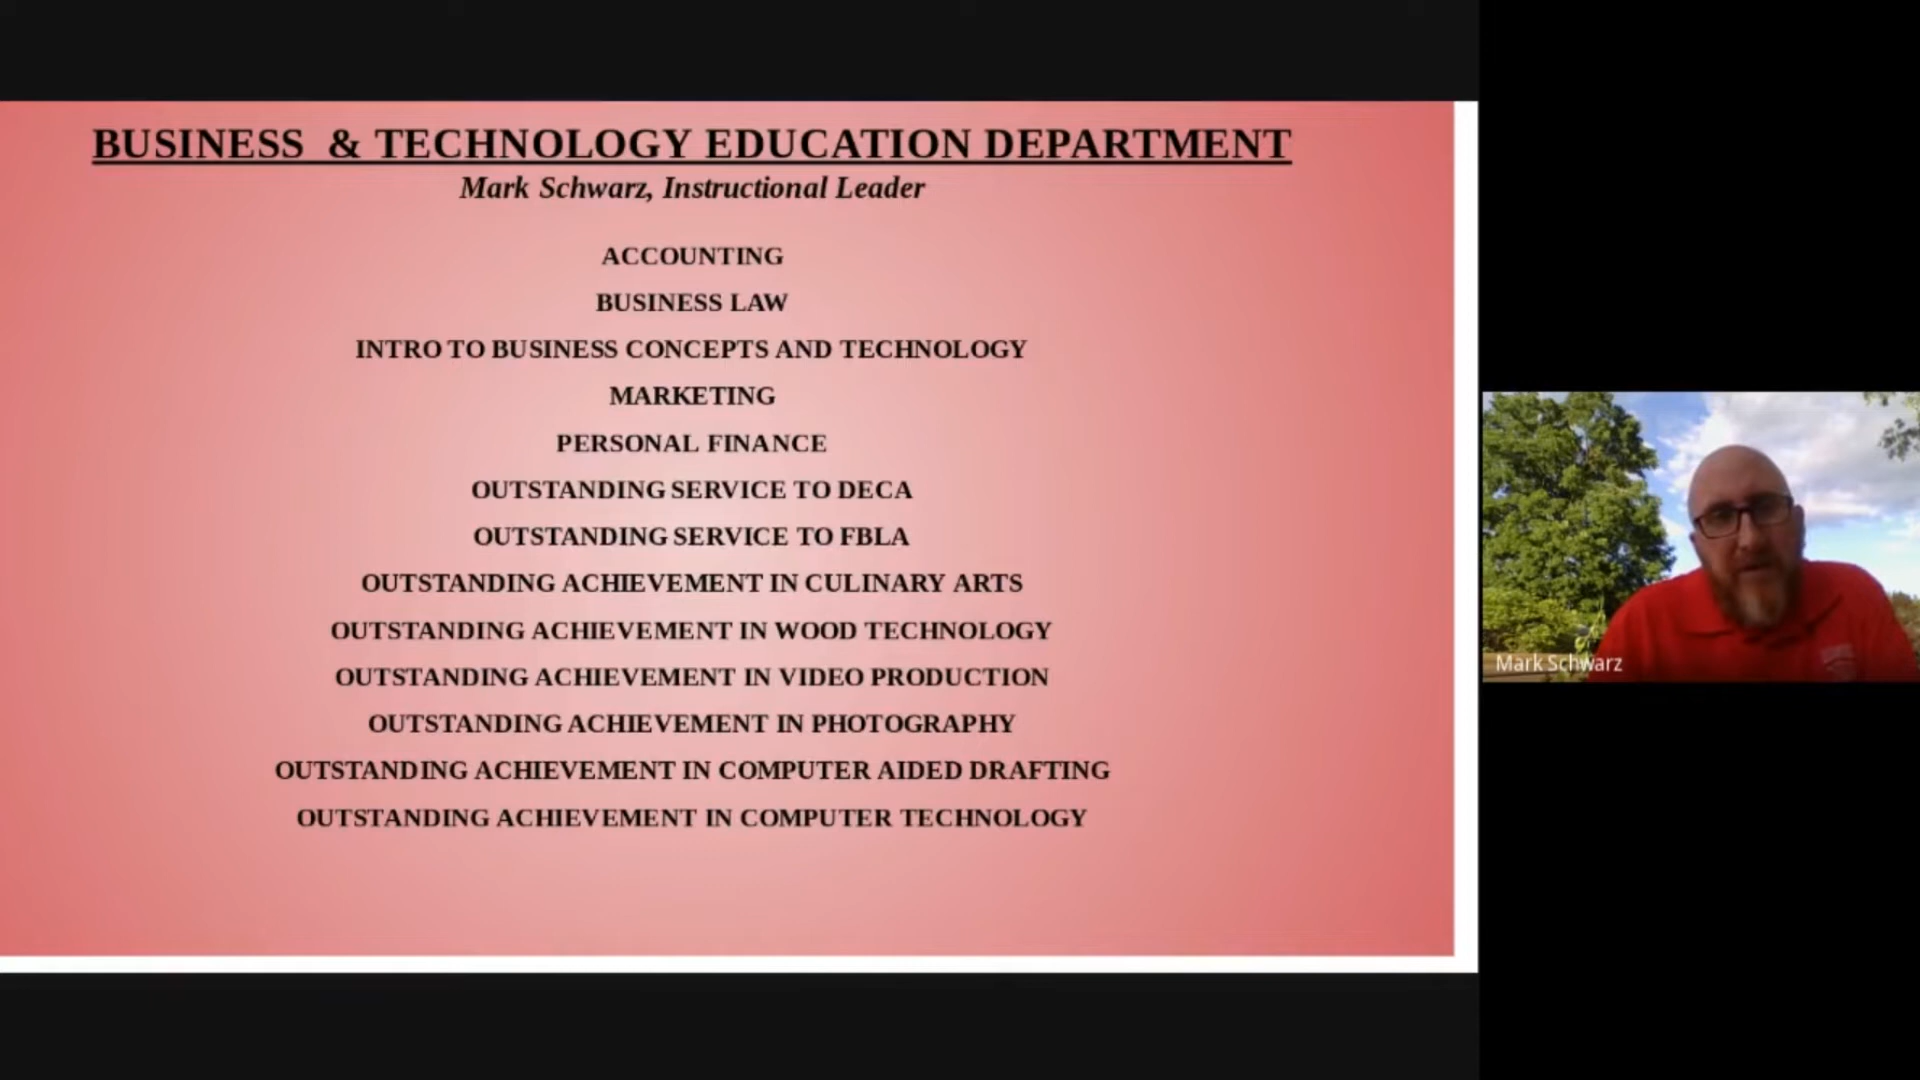 BUSINESS & TECHNOLOGY EDUCATION DEPARTMENT
Mark Schwarz, Instructional Leader
ACCOUNTING
BUSINESS LAW
INTRO TO BUSINESS CONCEPTS AND TECHNOLOGY
MARKETING
PERSONAL FINANCE
OUTSTANDING SERVICE TO DECA
OUTSTANDING SERVICE TO FBLA
OUTSTANDING ACHIEVEMENT IN CULINARY ARTS
OUTSTANDING ACHIEVEMENT IN WOOD TECHNOLOGY
OUTSTANDING ACHIEVEMENT IN VIDEO PRODUCTION
OUTSTANDING ACHIEVEMENT IN PHOTOGRAPHY
OUTSTANDING ACHIEVEMENT IN COMPUTER AIDED DRAFTING
OUTSTANDING ACHIEVEMENT IN COMPUTER TECHNOLOGY
Mark Schwarz